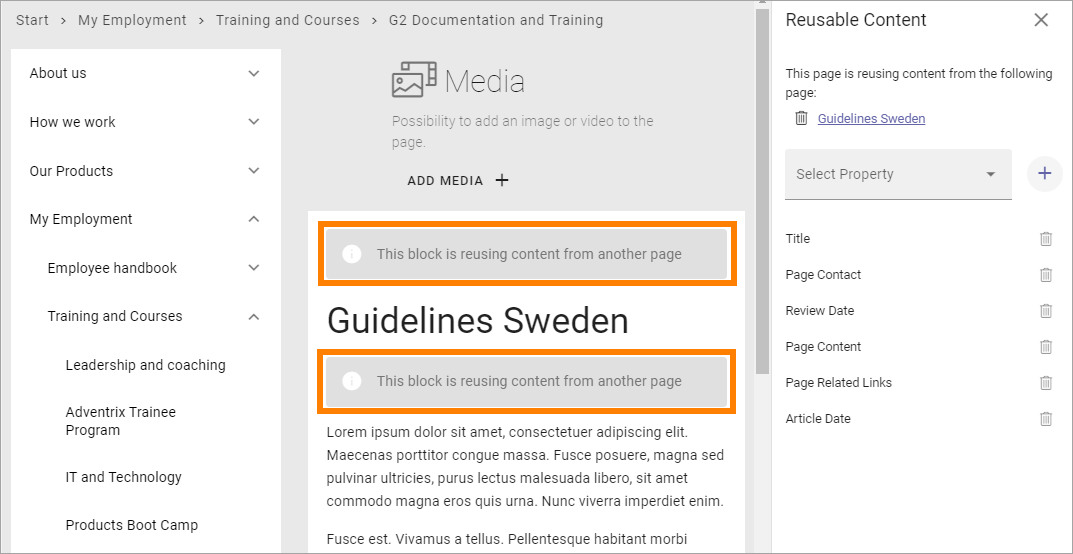 Start > My Employment > Training and Courses > G2 Documentation and Training
About us
How we work
Our Products
My Employment
Employee handbook
Training and Courses
Leadership and coaching
Adventrix Trainee
Program
IT and Technology
Products Boot Camp
Media
Possibility to add an image or video to the
page.
ADD MEDIA +
This block is reusing content from another page
Guidelines Sweden
This block is reusing content from another page
Lorem ipsum dolor sit amet, consectetuer adipiscing elit.
Maecenas porttitor congue massa. Fusce posuere, magna sed
pulvinar ultricies, purus lectus malesuada libero, sit amet
commodo magna eros quis urna. Nunc viverra imperdiet enim.
Fusce est. Vivamus a tellus. Pellentesque habitant morbi
Reusable Content
This page is reusing content from the following
page:
Guidelines Sweden
Select Property
Title
Page Contact
Review Date
Page Content
Page Related Links
Article Date